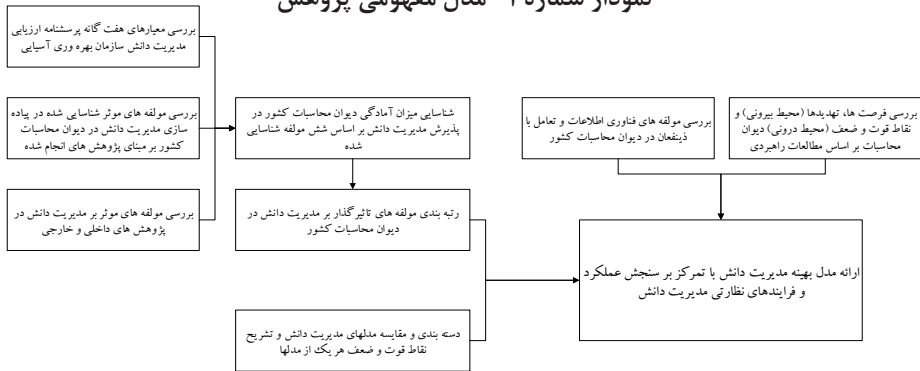 نمودار شماره ۱- مدل مفهومی پژوهش
بررسی معیارهای هفت گانه پرسشنامه ارزیابی
مدیریت دانش سازمان بهره وری آسیایی
بررسی مولفه های موثر شناسایی شده در پیاده
سازی مدیریت دانش در دیوان محاسبات
کشور بر مبنای پژوهش های انجام شده
بررسی مولفه های موثر بر مدیریت دانش در
پژوهش های داخلی و خارجی
شناسایی میزان آمادگی دیوان محاسبات کشور در
پذیرش مدیریت دانش بر اساس شش مولفه شناسایی
شده
رتبه بندی مولفه های تاثیرگذار بر مدیریت دانش در
دیوان محاسبات کشور
دسته بندی و مقایسه مدلهای مدیریت دانش و تشریح
نقاط قوت و ضعف هر یک از مدلها
بررسی مولفه های فناوری اطلاعات و تعامل با
ذینفعان در دیوان محاسبات کشور
بررسی فرصت ها، تهدیدها (محیط بیرونی) و
نقاط قوت و ضعف (محیط درونی) دیوان
محاسبات بر اساس مطالعات راهبردی
ارائه مدل بهینه مدیریت دانش با تمرکز بر سنجش عملکرد
و فرایندهای نظارتی مدیریت دانش